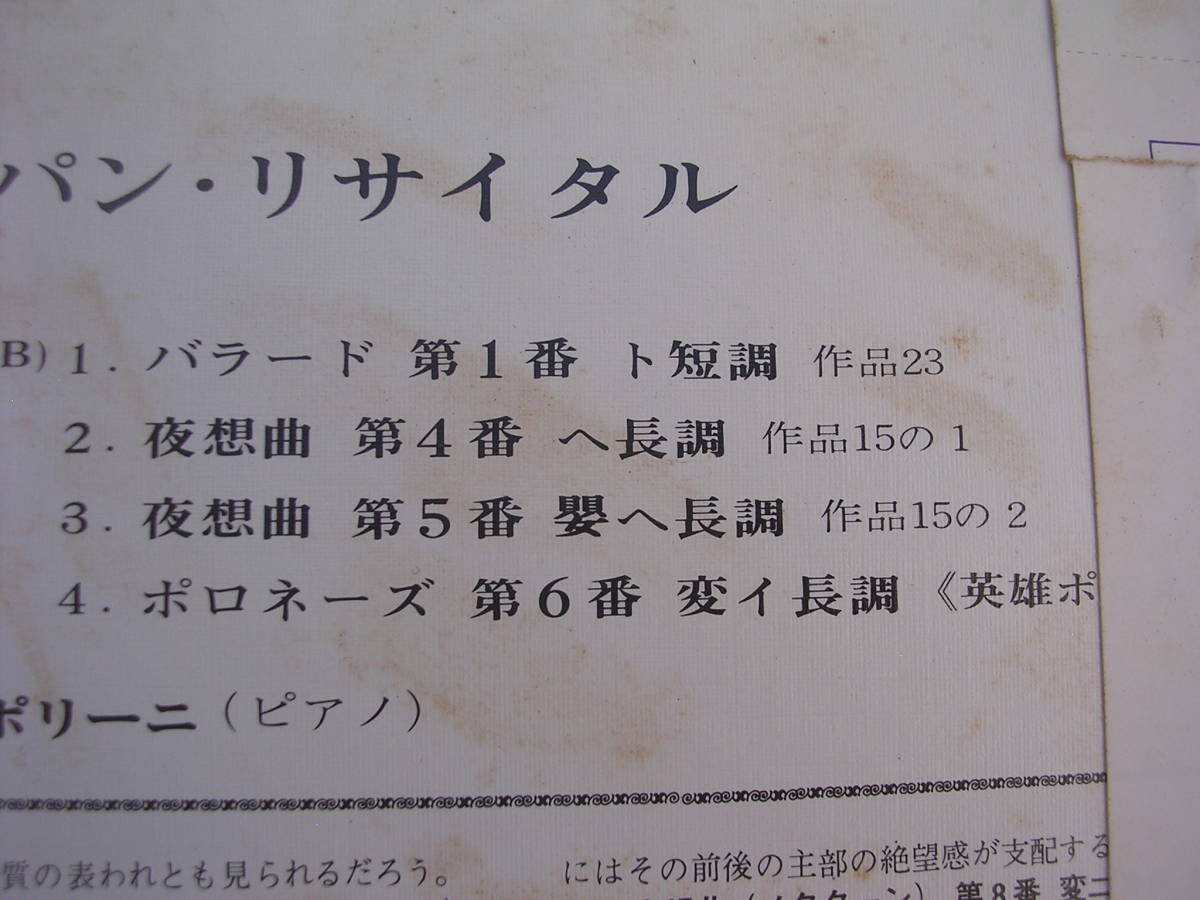 パン・リサイタル
B) 1. バラード 第1番 ト短調 作品23
2. 夜想曲 第4番 ヘ長調 作品15の 1
3. 夜想曲 第5番 嬰ヘ長調 作品15の 2
4. ポロネーズ 第6番 変イ長調 《英雄ポ
ポリーニ (ピアノ)
質の表われとも見られるだろう。
にはその前後の主部の絶望感が支配する
第8番 変ニ